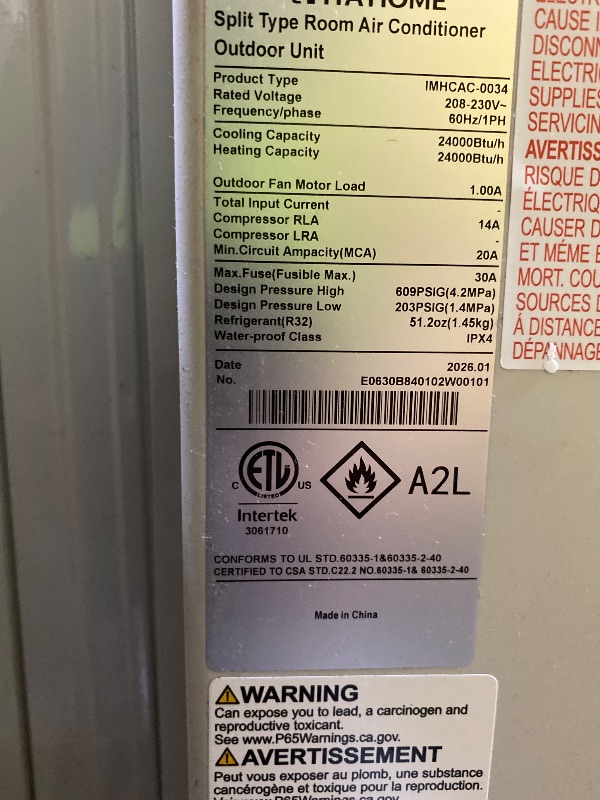 Split Type Room Air Conditioner
Outdoor Unit
Product Type IMHCAC-0034
Rated Voltage 208-230V~
Frequency/phase 60Hz/1PH
Cooling Capacity 24000Btu/h
Heating Capacity 24000Btu/h
Outdoor Fan Motor Load 1.00A
Total Input Current -
Compressor RLA 14A
Compressor LRA -
Min.Circuit Ampacity(MCA) 20A
Max.Fuse(Fusible Max.) 30A
Design Pressure High 609PSIG(4.2MPa)
Design Pressure Low 203PSIG(1.4MPa)
Refrigerant(R32) 51.2oz(1.45kg)
Water-proof Class IPX4
Date 2026.01
No. E0630B840102W00101
C ETL US
LISTED
Intertek
3061710
A2L
CONFORMS TO UL STD.60335-1&60335-2-40
CERTIFIED TO CSA STD.C22.2 NO.60335-1& 60335-2-40
Made in China
WARNING
Can expose you to lead, a carcinogen and
reproductive toxicant.
See www.P65Warnings.ca.gov.
AVERTISSEMENT
Peut vous exposer au plomb, une substance
cancérogène et toxique pour la reproduction.
CAUSE
DISCONN
ELECTRI
SUPPLIES
SERVICIN
AVERTISS
RISQUE D
ÉLECTRIQ
CAUSER D
ET MÉME E
MORT. COU
SOURCES D
Á DISTANCE
DÉPANNAGE